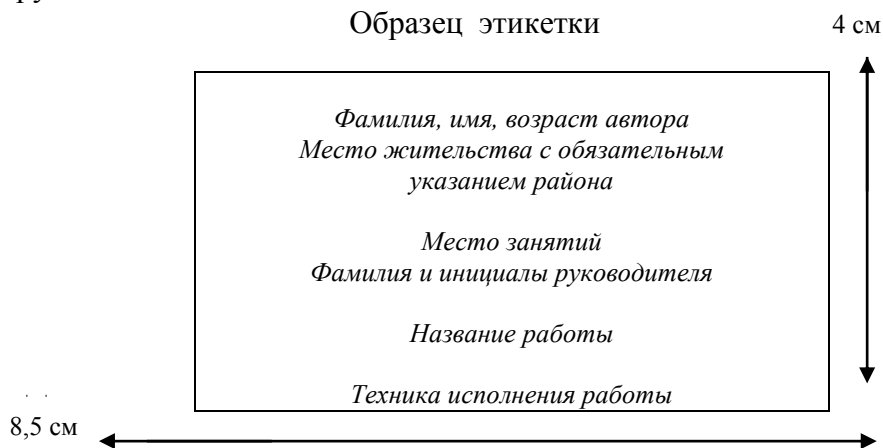 Образец этикетки
4 см
Фамилия, имя, возраст автора
Место жительства с обязательным
указанием района
Место занятий
Фамилия и инициалы руководителя
Название работы
Техника исполнения работы
8,5 см